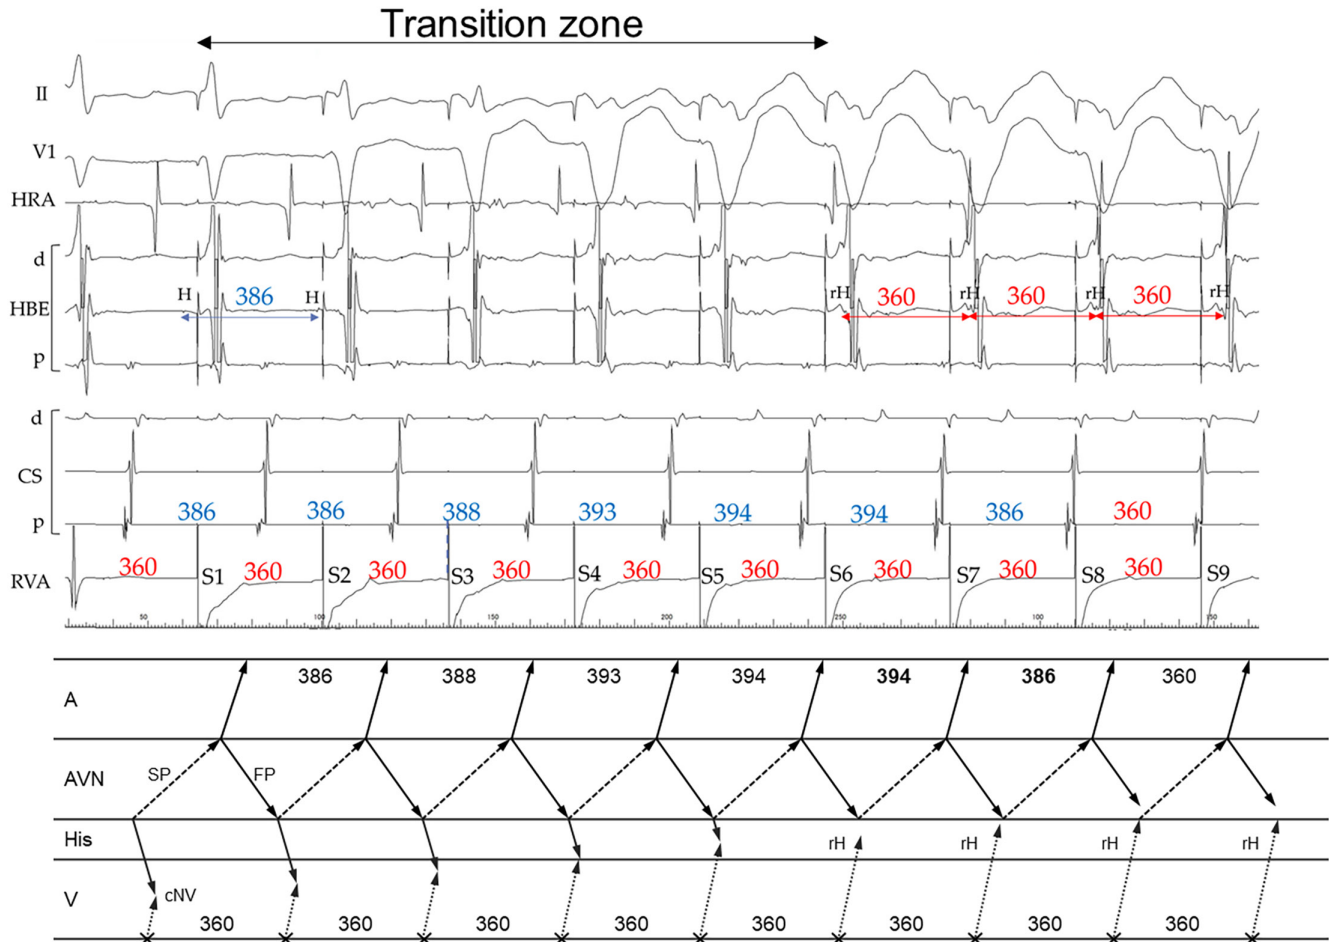 Transition zone
II
V1
HRA
d
HBE
p
H 386 H
rH 360 rH 360 rH 360 rH
d
CS
p
386 386 388 393 394 394 386 360
RVA
360 S1 360 S2 360 S3 360 S4 360 S5 360 S6 360 S7 360 S8 360 S9
50 100 150 200 250 100 150
A
386 388 393 394 394 386 360
AVN
SP FP
His
rH rH rH rH
V
cNV
360 360 360 360 360 360 360 360